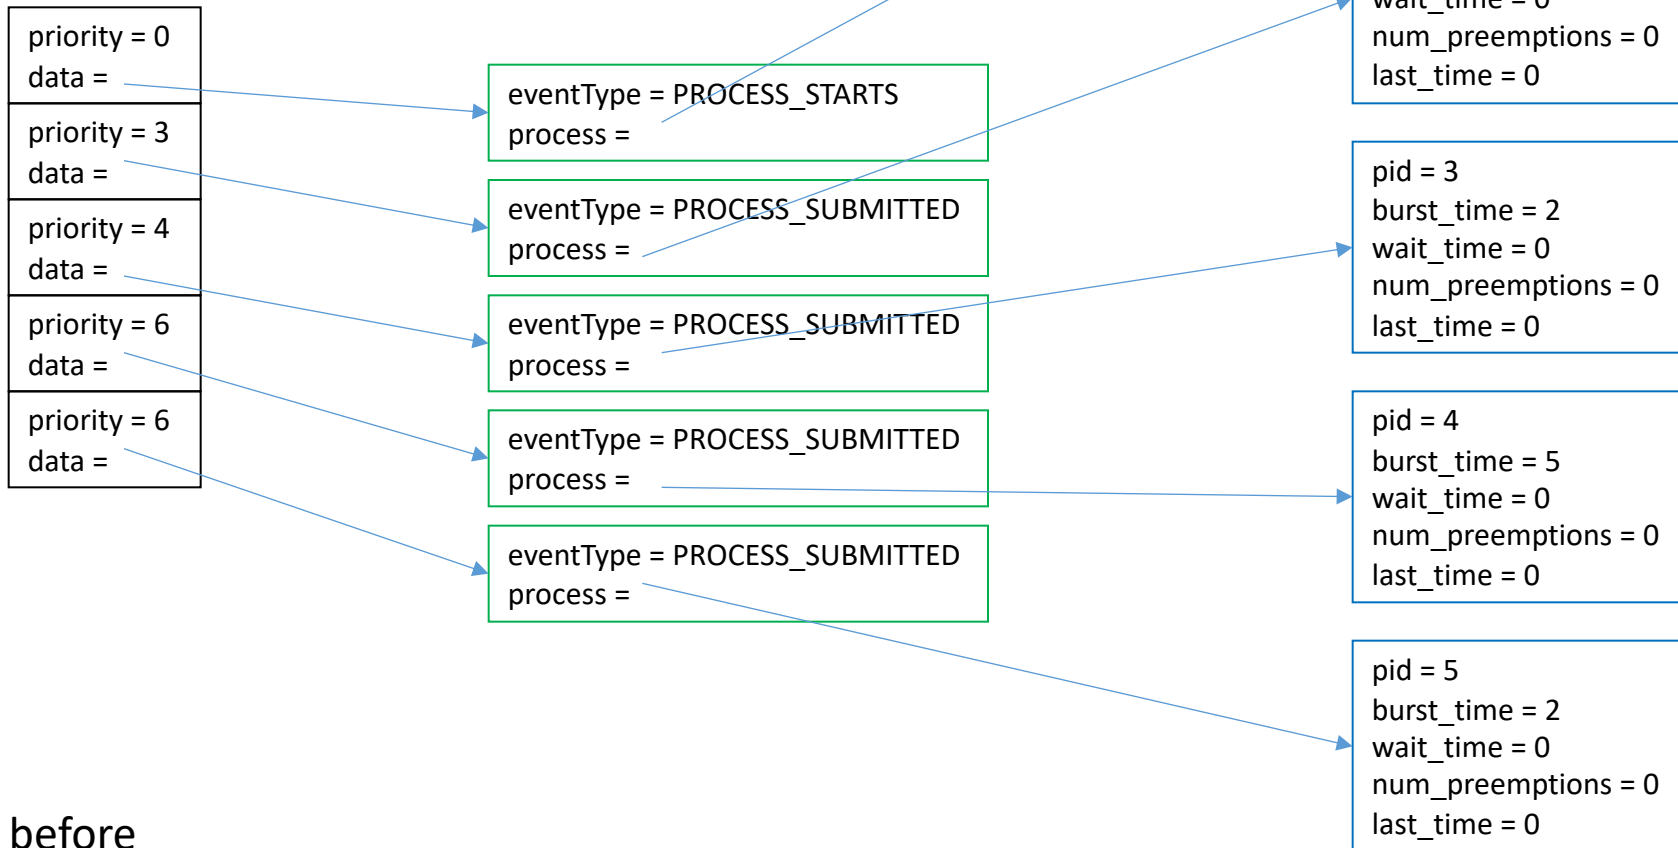 priority = 0
data =
priority = 3
data =
priority = 4
data =
priority = 6
data =
priority = 6
data =
eventType = PROCESS_STARTS
process =
eventType = PROCESS_SUBMITTED
process =
eventType = PROCESS_SUBMITTED
process =
eventType = PROCESS_SUBMITTED
process =
eventType = PROCESS_SUBMITTED
process =
wait_time = 0
num_preemptions = 0
last_time = 0
pid = 3
burst_time = 2
wait_time = 0
num_preemptions = 0
last_time = 0
pid = 4
burst_time = 5
wait_time = 0
num_preemptions = 0
last_time = 0
pid = 5
burst_time = 2
wait_time = 0
num_preemptions = 0
last_time = 0
before